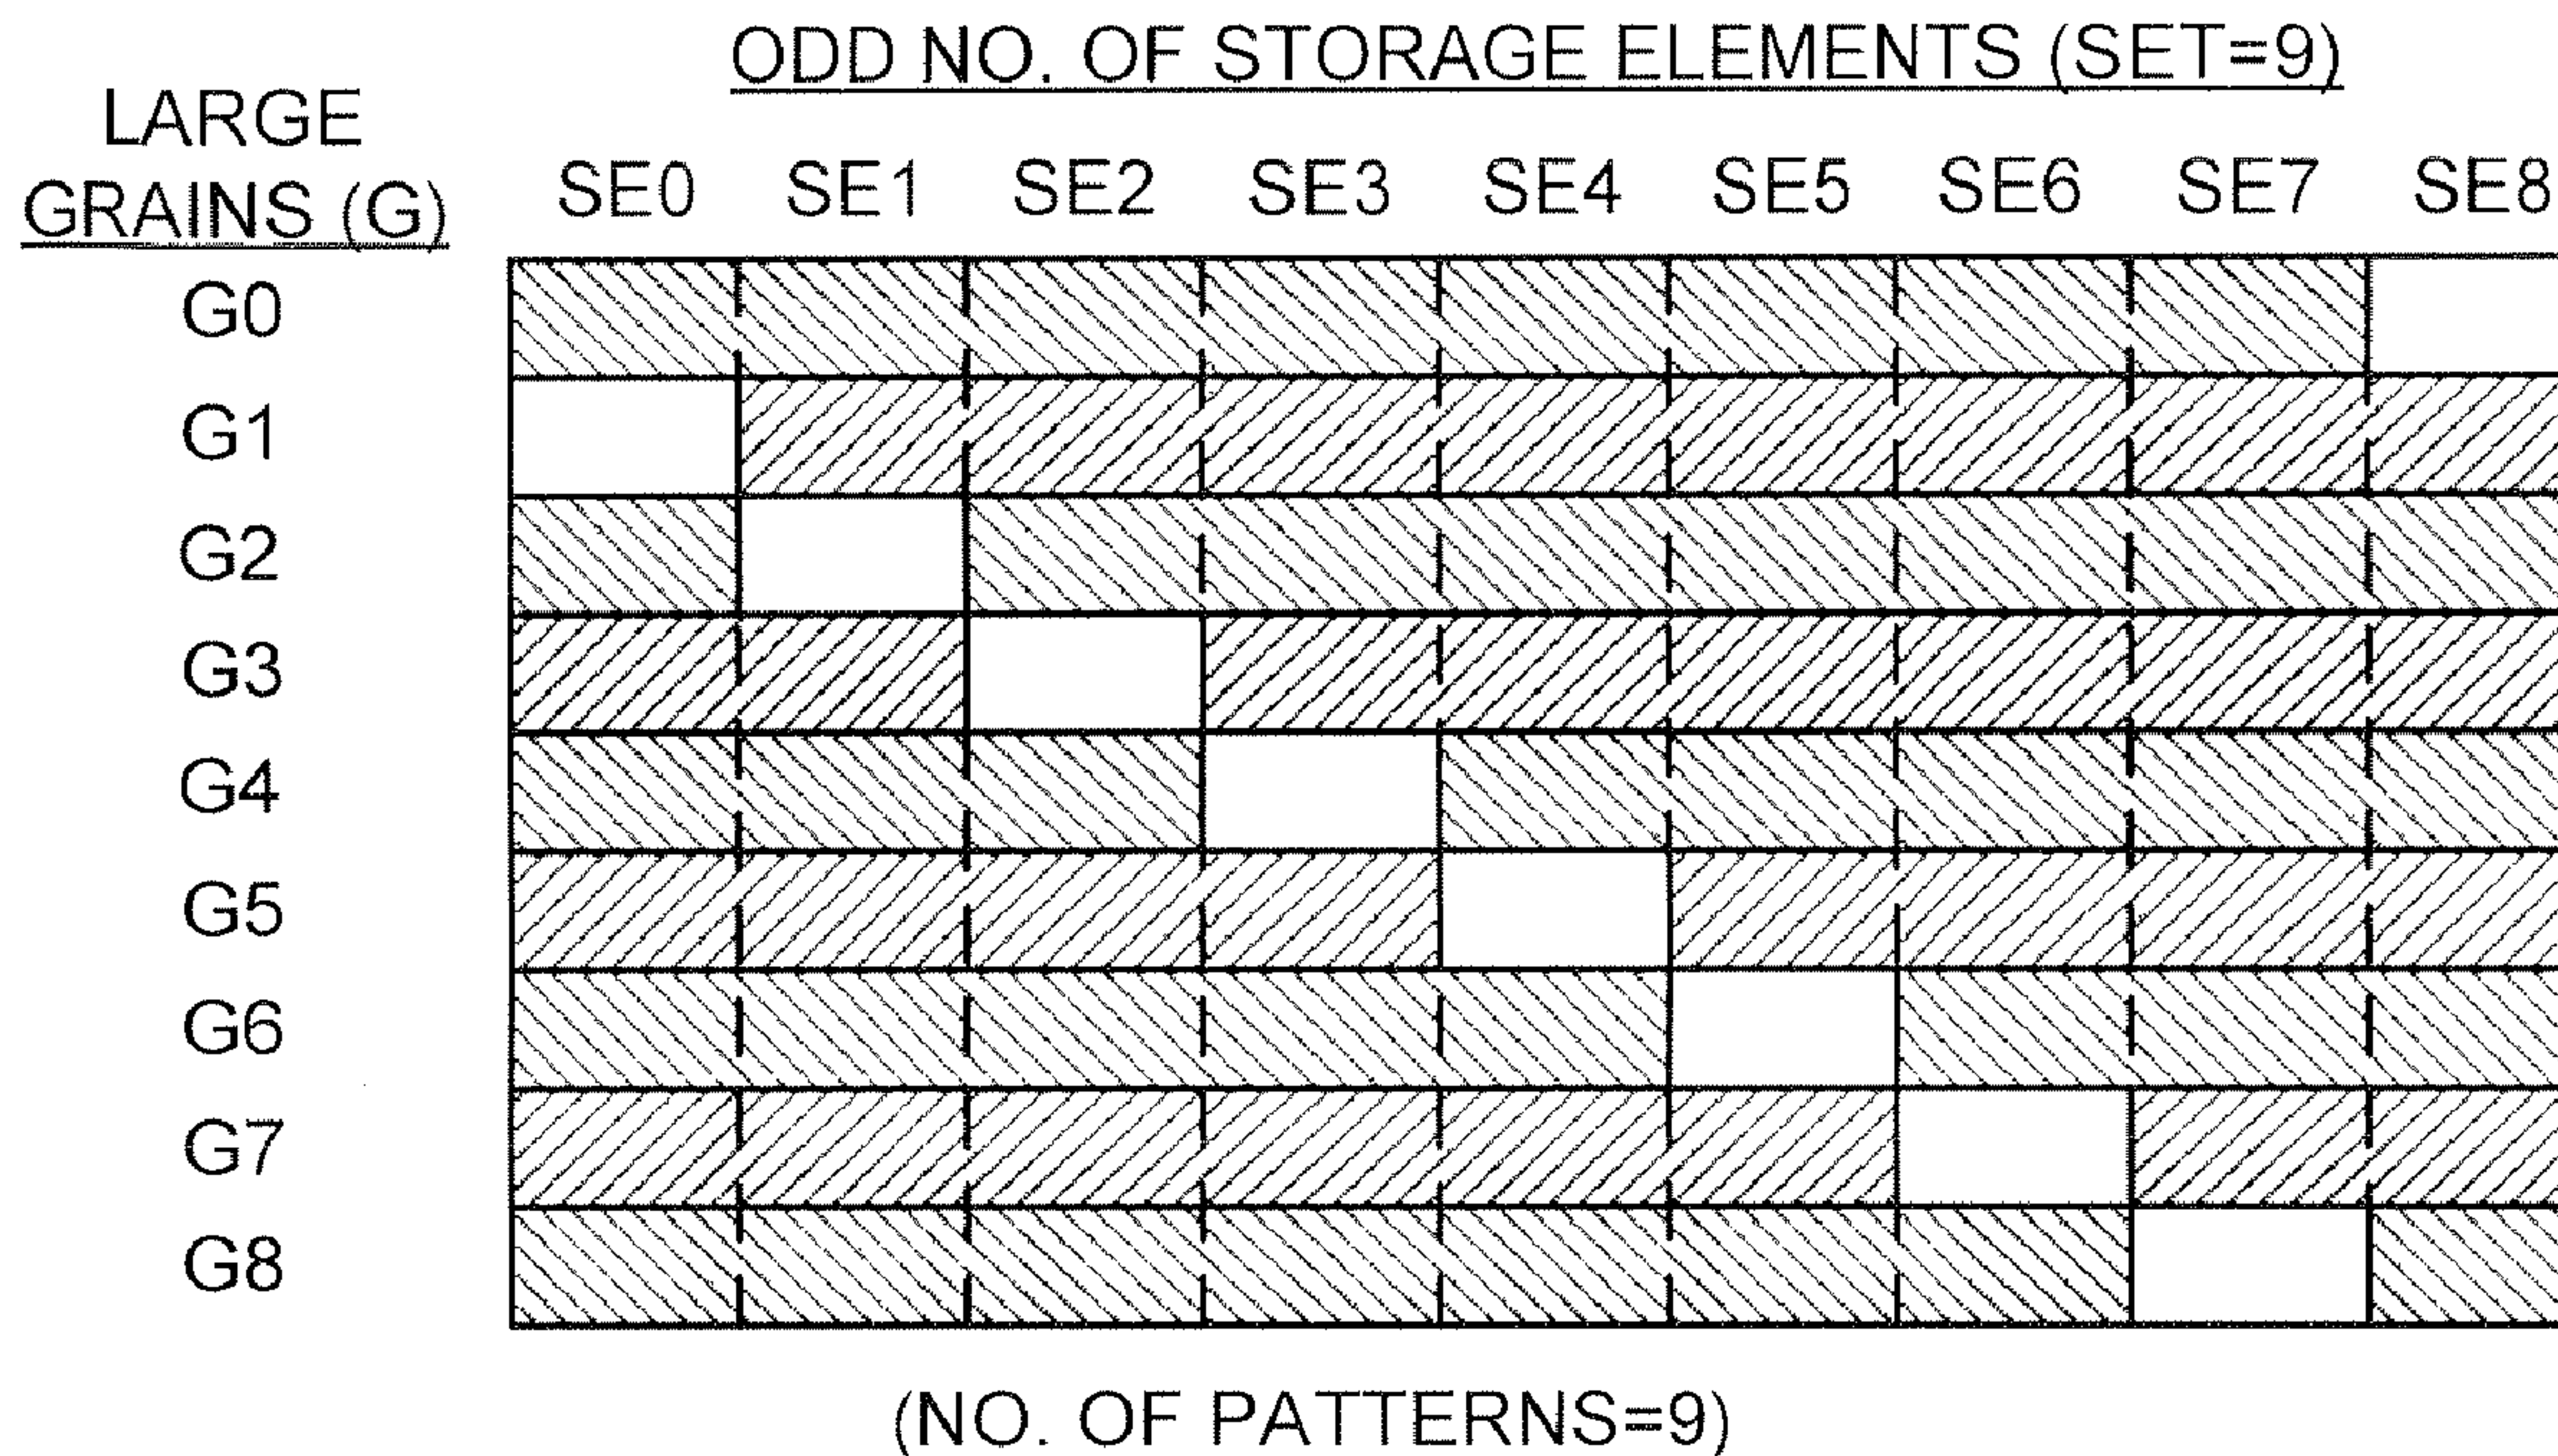 ODD NO. OF STORAGE ELEMENTS (SET=9)
LARGE
GRAINS (G)
SE0 SE1 SE2 SE3 SE4 SE5 SE6 SE7 SE8
G0
G1
G2
G3
G4
G5
G6
G7
G8
(NO. OF PATTERNS=9)